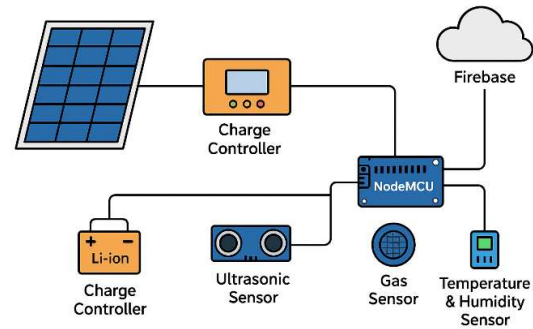 Firebase
Charge
Controller
NodeMCU
+ −
Li-ion
Charge
Controller
Ultrasonic
Sensor
Gas
Sensor
Temperature
& Humidity
Sensor